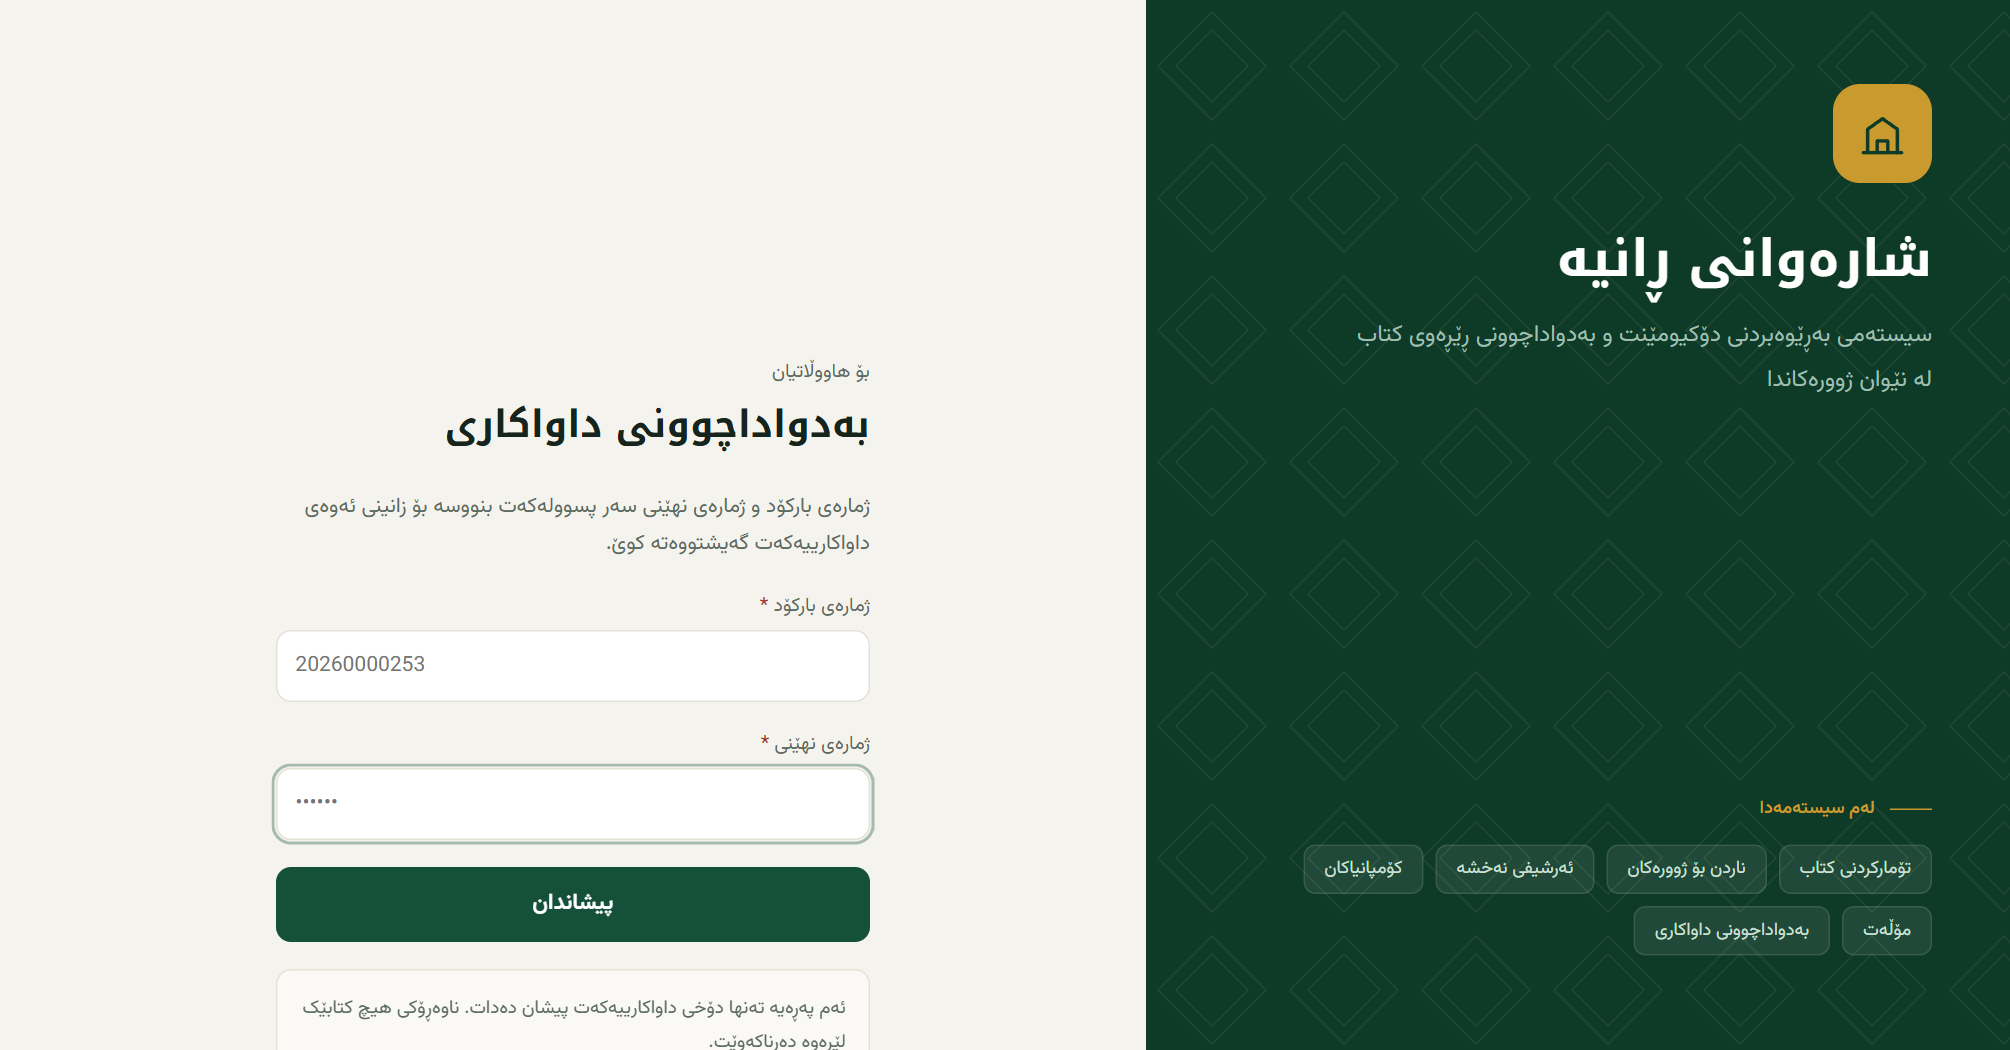 شارەوانی ڕانیە
سیستەمی بەڕێوەبردنی دۆکیومێنت و بەدواداچوونی ڕێڕەوی کتاب
لە نێوان ژوورەکاندا
لەم سیستەمەدا
تۆمارکردنی کتاب
ناردن بۆ ژوورەکان
ئەرشیفی نەخشە
کۆمپانیاکان
مۆڵەت
بەدواداچوونی داواکاری
بۆ هاووڵاتیان
بەدواداچوونی داواکاری
ژمارەی بارکۆد و ژمارەی نهێنی سەر پسوولەکەت بنووسە بۆ زانینی ئەوەی
داواکارییەکەت گەیشتووەتە کوێ.
ژمارەی بارکۆد *
20260000253
ژمارەی نهێنی *
••••••
پیشاندان
ئەم پەڕەیە تەنها دۆخی داواکارییەکەت پیشان دەدات. ناوەڕۆکی هیچ کتابێک
لێرەوە دەرناکەوێت.